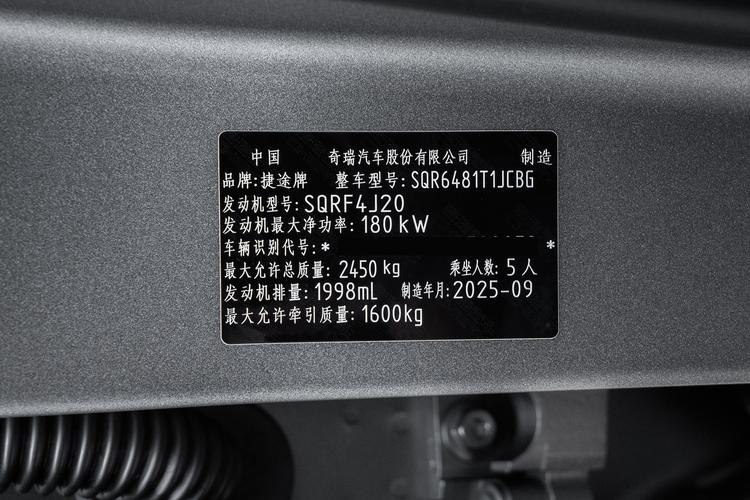 中国 奇瑞汽车股份有限公司 制造
品牌:捷途牌 整车型号:SQR6481T1JCBG
发动机型号:SQRF4J20
发动机最大净功率:180kW
车辆识别代号:* *
最大允许总质量:2450kg 乘坐人数:5人
发动机排量:1998mL 制造年月:2025-09
最大允许牵引质量:1600kg